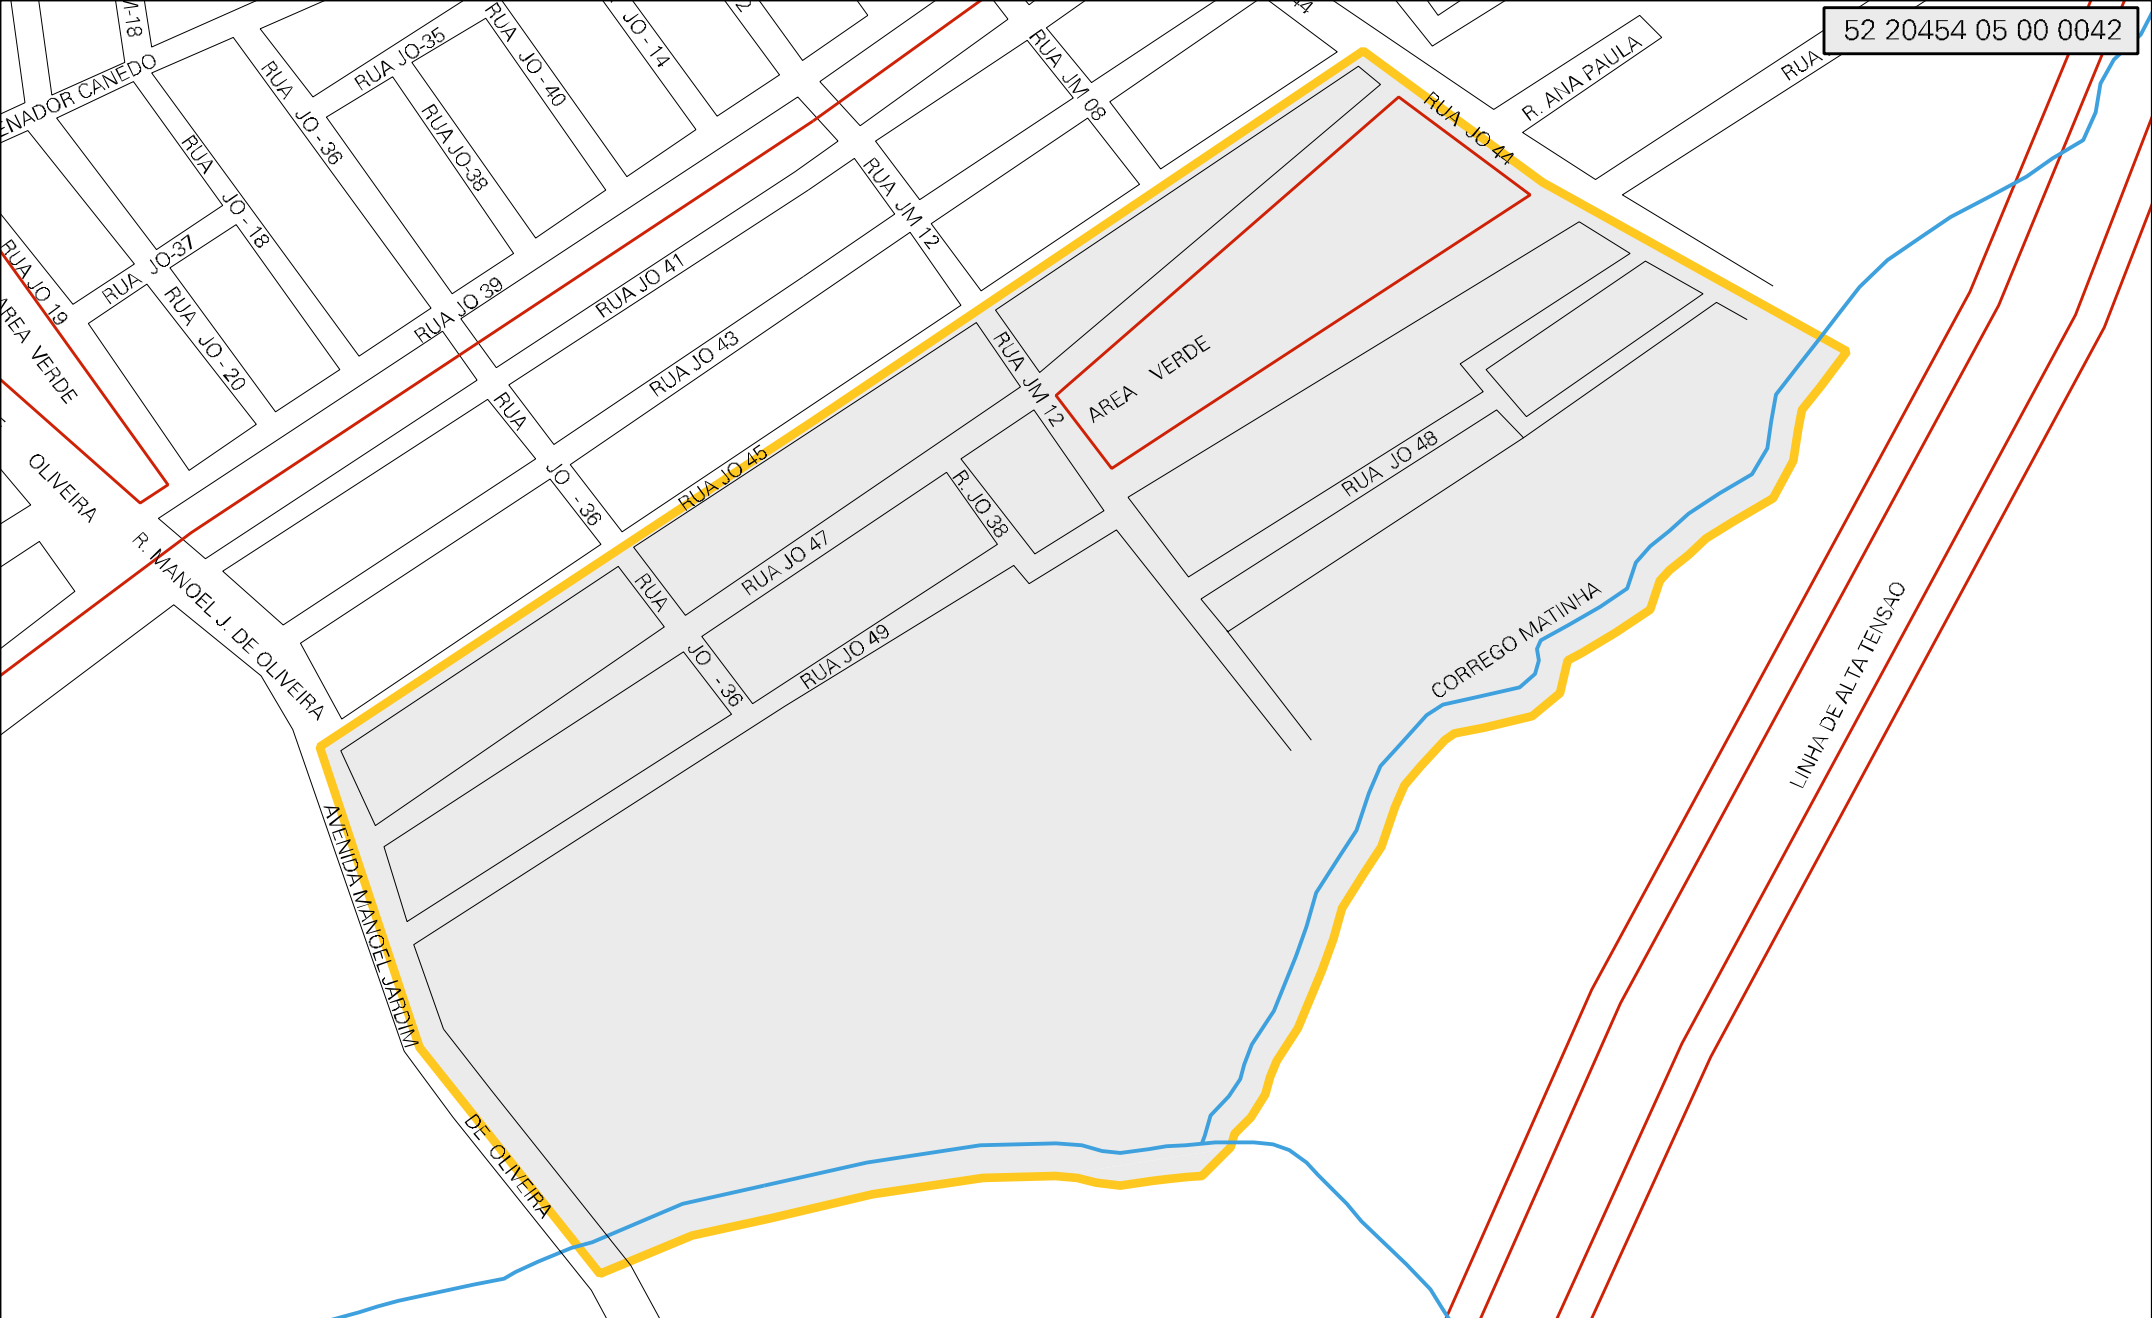 52 20454 05 00 0042
M-18
ENADOR CANEDO
RUA JO-35
RUA JO - 40
JO - 14
RUA JM 08
44
R. ANA PAULA
RUA
RUA JO - 36
RUA JO-38
RUA JO - 18
RUA JO-37
RUA JO 19
AREA VERDE
RUA JO - 20
RUA JO 39
RUA JO 41
RUA JM 12
RUA JO 44
RUA JO 43
RUA JM 12
AREA VERDE
RUA JO - 36
RUA JO 45
OLIVEIRA
R. MANOEL J. DE OLIVEIRA
RUA JO 47
R. JO 38
RUA JO 48
RUA JO - 36
RUA JO 49
CORREGO MATINHA
LINHA DE ALTA TENSAO
AVENIDA MANOEL JARDIM
DE OLIVEIRA